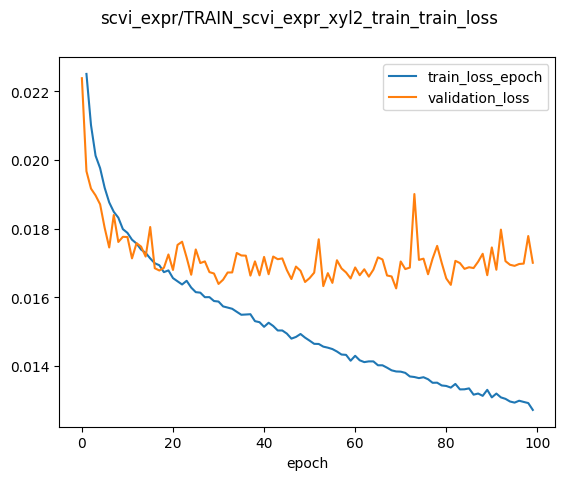 scvi_expr/TRAIN_scvi_expr_xyl2_train_train_loss
train_loss_epoch
validation_loss
0.022
0.020
0.018
0.016
0.014
0 20 40 60 80 100
epoch